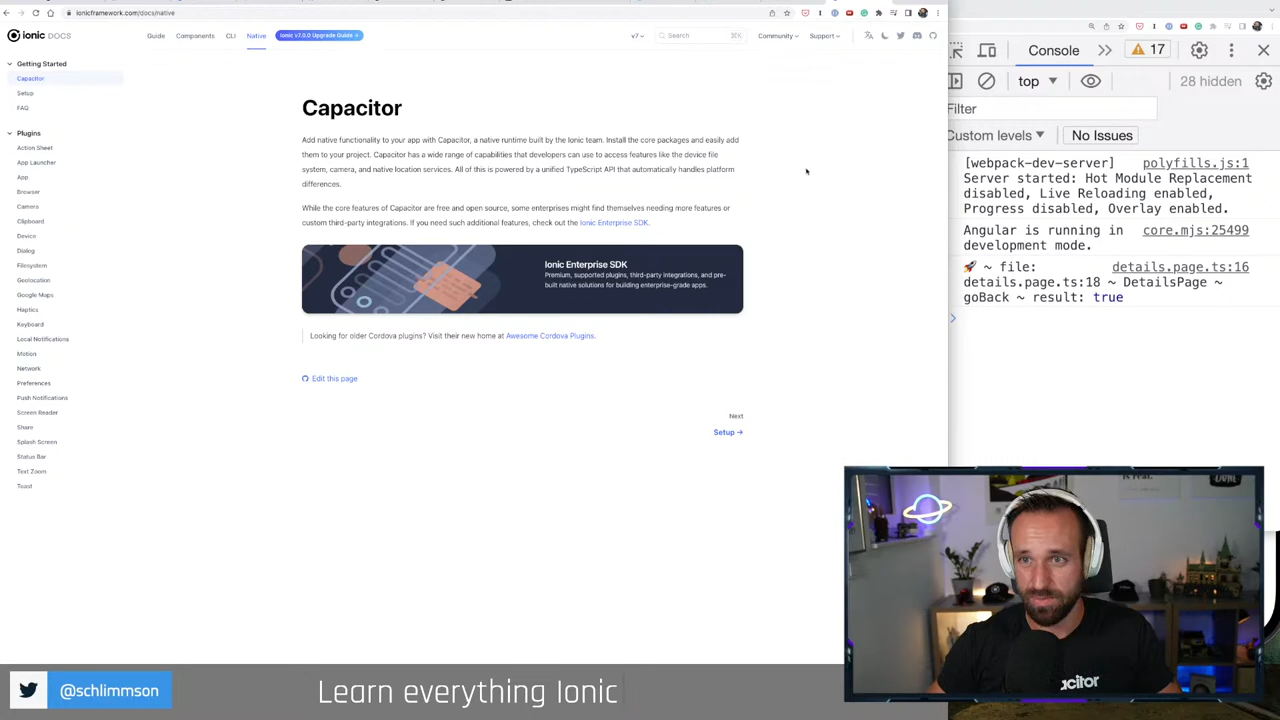 ionicframework.com/docs/native
ionic DOCS
Guide
Components
CLI
Native
Ionic v7.0.0 Upgrade Guide
v7
Search
⌘K
Community
Support
Getting Started
Capacitor
Setup
FAQ
Plugins
Action Sheet
App Launcher
App
Browser
Camera
Clipboard
Device
Dialog
Filesystem
Geolocation
Google Maps
Haptics
Keyboard
Local Notifications
Motion
Network
Preferences
Push Notifications
Screen Reader
Share
Splash Screen
Status Bar
Text Zoom
Toast
Capacitor
Add native functionality to your app with Capacitor, a native runtime built by the Ionic team. Install the core packages and easily add
them to your project. Capacitor has a wide range of capabilities that developers can use to access features like the device file
system, camera, and native location services. All of this is powered by a unified TypeScript API that automatically handles platform
differences.
While the core features of Capacitor are free and open source, some enterprises might find themselves needing more features or
custom third-party integrations. If you need such additional features, check out the Ionic Enterprise SDK.
Ionic Enterprise SDK
Premium, supported plugins, third-party integrations, and pre-
built native solutions for building enterprise-grade apps.
Looking for older Cordova plugins? Visit their new home at Awesome Cordova Plugins.
Edit this page
Next
Setup →
Console
17
top
28 hidden
Filter
Custom levels
No Issues
[webpack-dev-server] polyfills.js:1
Server started: Hot Module Replacement
disabled, Live Reloading enabled,
Progress disabled, Overlay enabled.
Angular is running in core.mjs:25499
development mode.
🚀 ~ file: details.page.ts:16
details.page.ts:18 ~ DetailsPage ~
goBack ~ result: true
@schlimmson
Learn everything Ionic